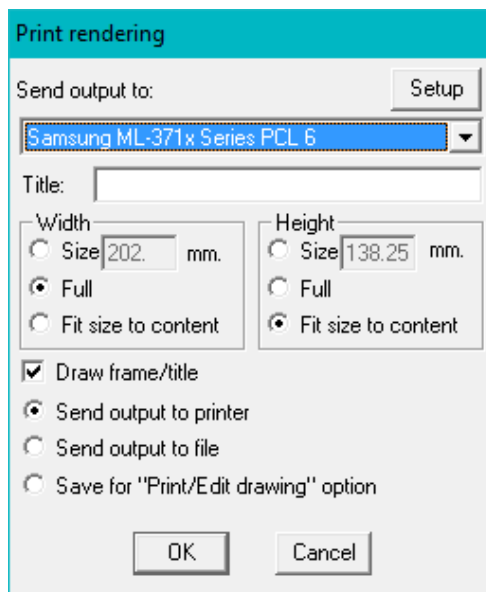 Print rendering
Send output to: Setup
Samsung ML-371x Series PCL 6
Title:
Width Height
Size 202. mm. Size 138.25 mm.
Full Full
Fit size to content Fit size to content
Draw frame/title
Send output to printer
Send output to file
Save for "Print/Edit drawing" option
OK Cancel